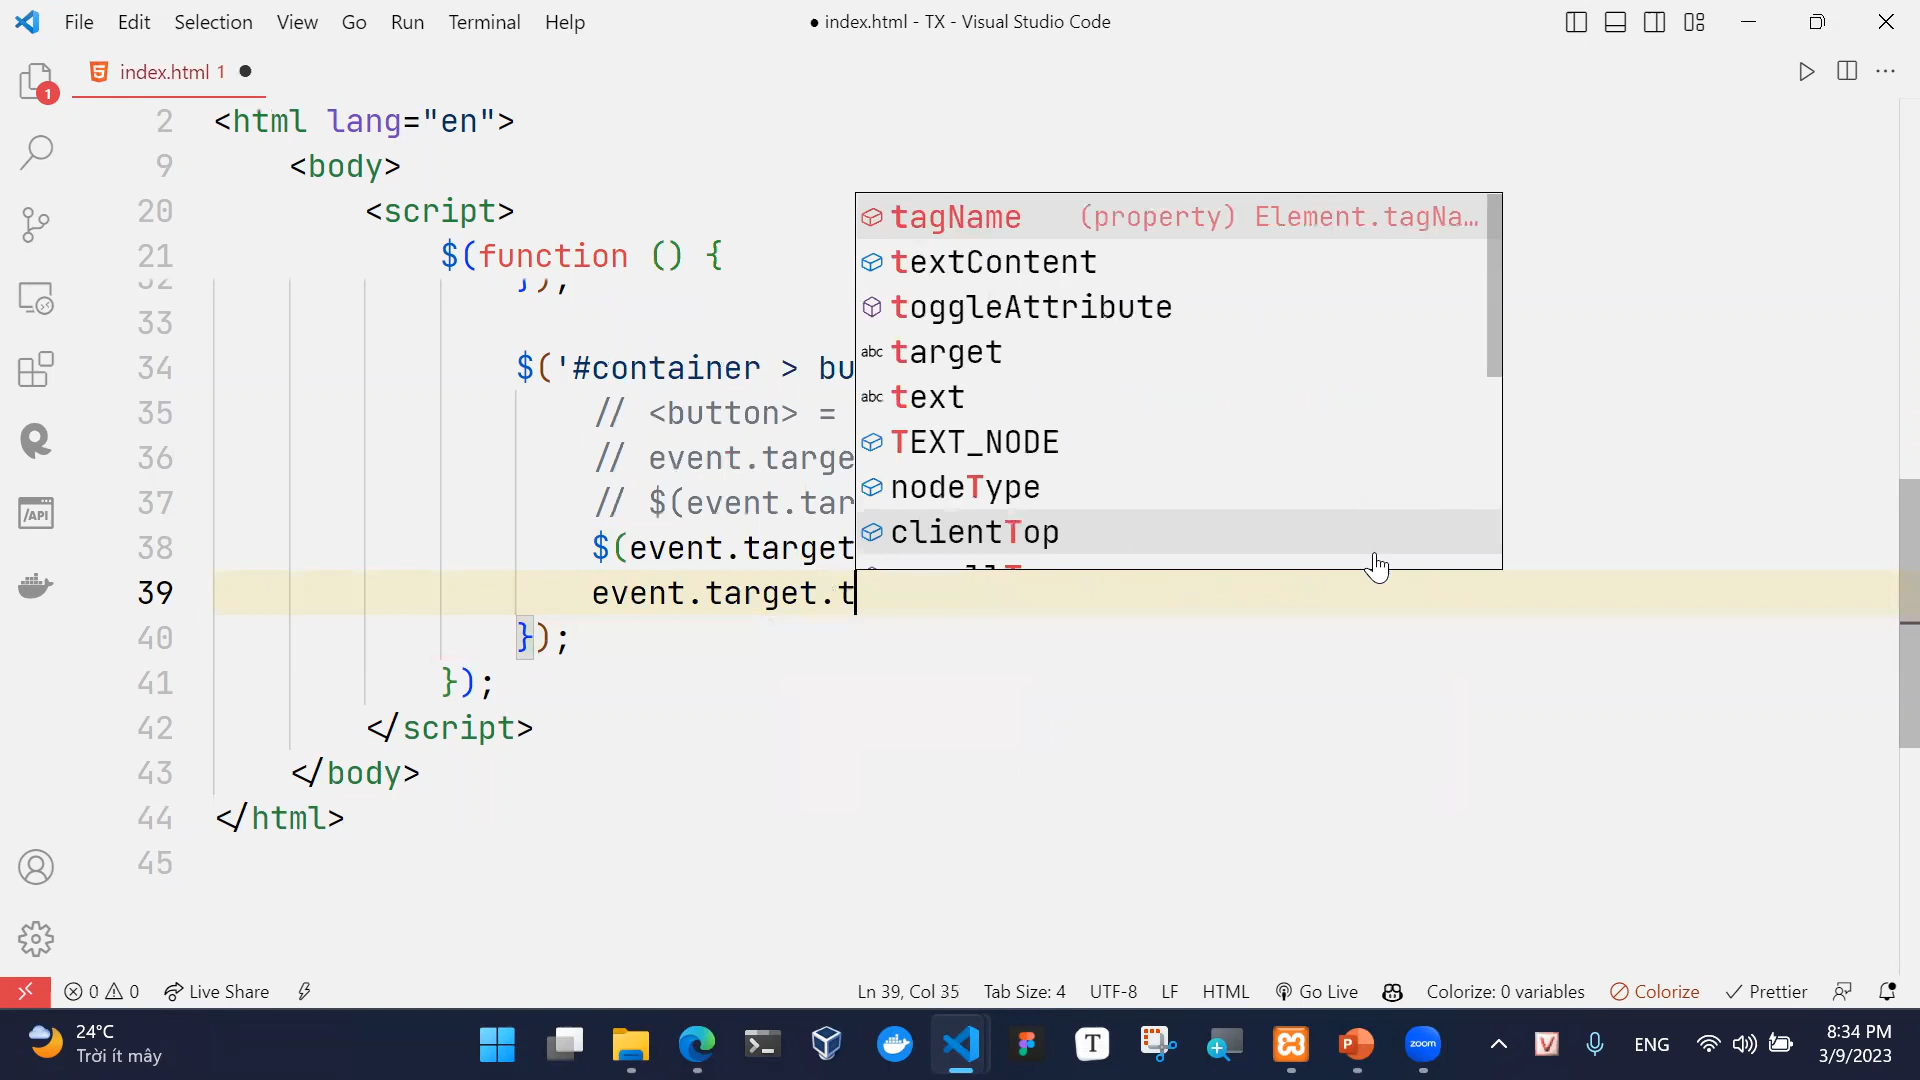 File Edit Selection View Go Run Terminal Help
● index.html - TX - Visual Studio Code
index.html 1 ●
1
2 <html lang="en">
9 <body>
20 <script>
21 $(function () {
32 });
33
34 $('#container > bu
35 // <button> =
36 // event.targe
37 // $(event.tar
38 $(event.target
39 event.target.t
40 });
41 });
42 </script>
43 </body>
44 </html>
45
tagName (property) Element.tagNa…
textContent
toggleAttribute
abc target
abc text
TEXT_NODE
nodeType
clientTop
/API
0 0 Live Share
Ln 39, Col 35 Tab Size: 4 UTF-8 LF HTML Go Live Colorize: 0 variables Colorize Prettier
24°C
Trời ít mây
T
zoom
V
ENG
8:34 PM
3/9/2023